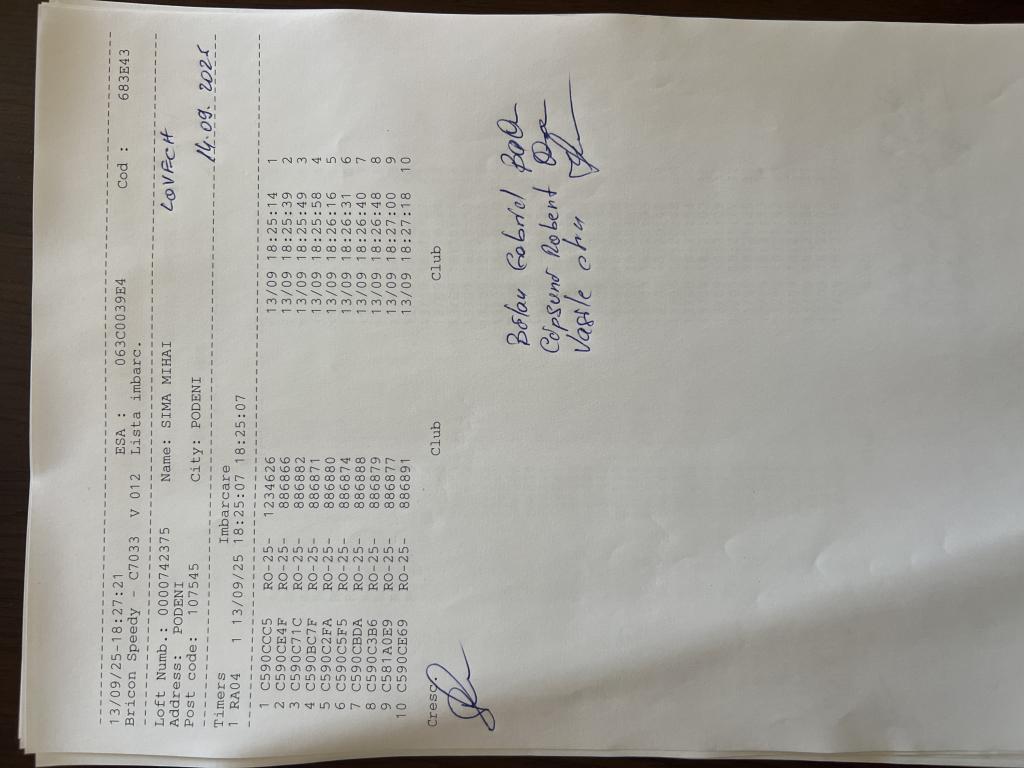 13/09/25-18:27:21 ESA : 063C0039E4 Cod : 683E43
Bricon Speedy - C7033 V 012 Lista imbarc.
Loft Numb.: 0000742375 Name: SIMA MIHAI LOVECH
Address: PODENI
Post code: 107545 City: PODENI 14.09.2025
Timers Imbarcare
1 RA04 1 13/09/25 18:25:07 18:25:07
1 C590CCC5 RO-25- 1234626 13/09 18:25:14 1
2 C590CE4F RO-25- 886866 13/09 18:25:39 2
3 C590C71C RO-25- 886882 13/09 18:25:49 3
4 C590BC7F RO-25- 886871 13/09 18:25:58 4
5 C590C2FA RO-25- 886880 13/09 18:26:16 5
6 C590C5F5 RO-25- 886874 13/09 18:26:31 6
7 C590CBDA RO-25- 886888 13/09 18:26:40 7
8 C590C3B6 RO-25- 886879 13/09 18:26:48 8
9 C581A0E9 RO-25- 886877 13/09 18:27:00 9
10 C590CE69 RO-25- 886891 13/09 18:27:18 10
Cresc. Club Club
Gabriel
Robert
Vasile